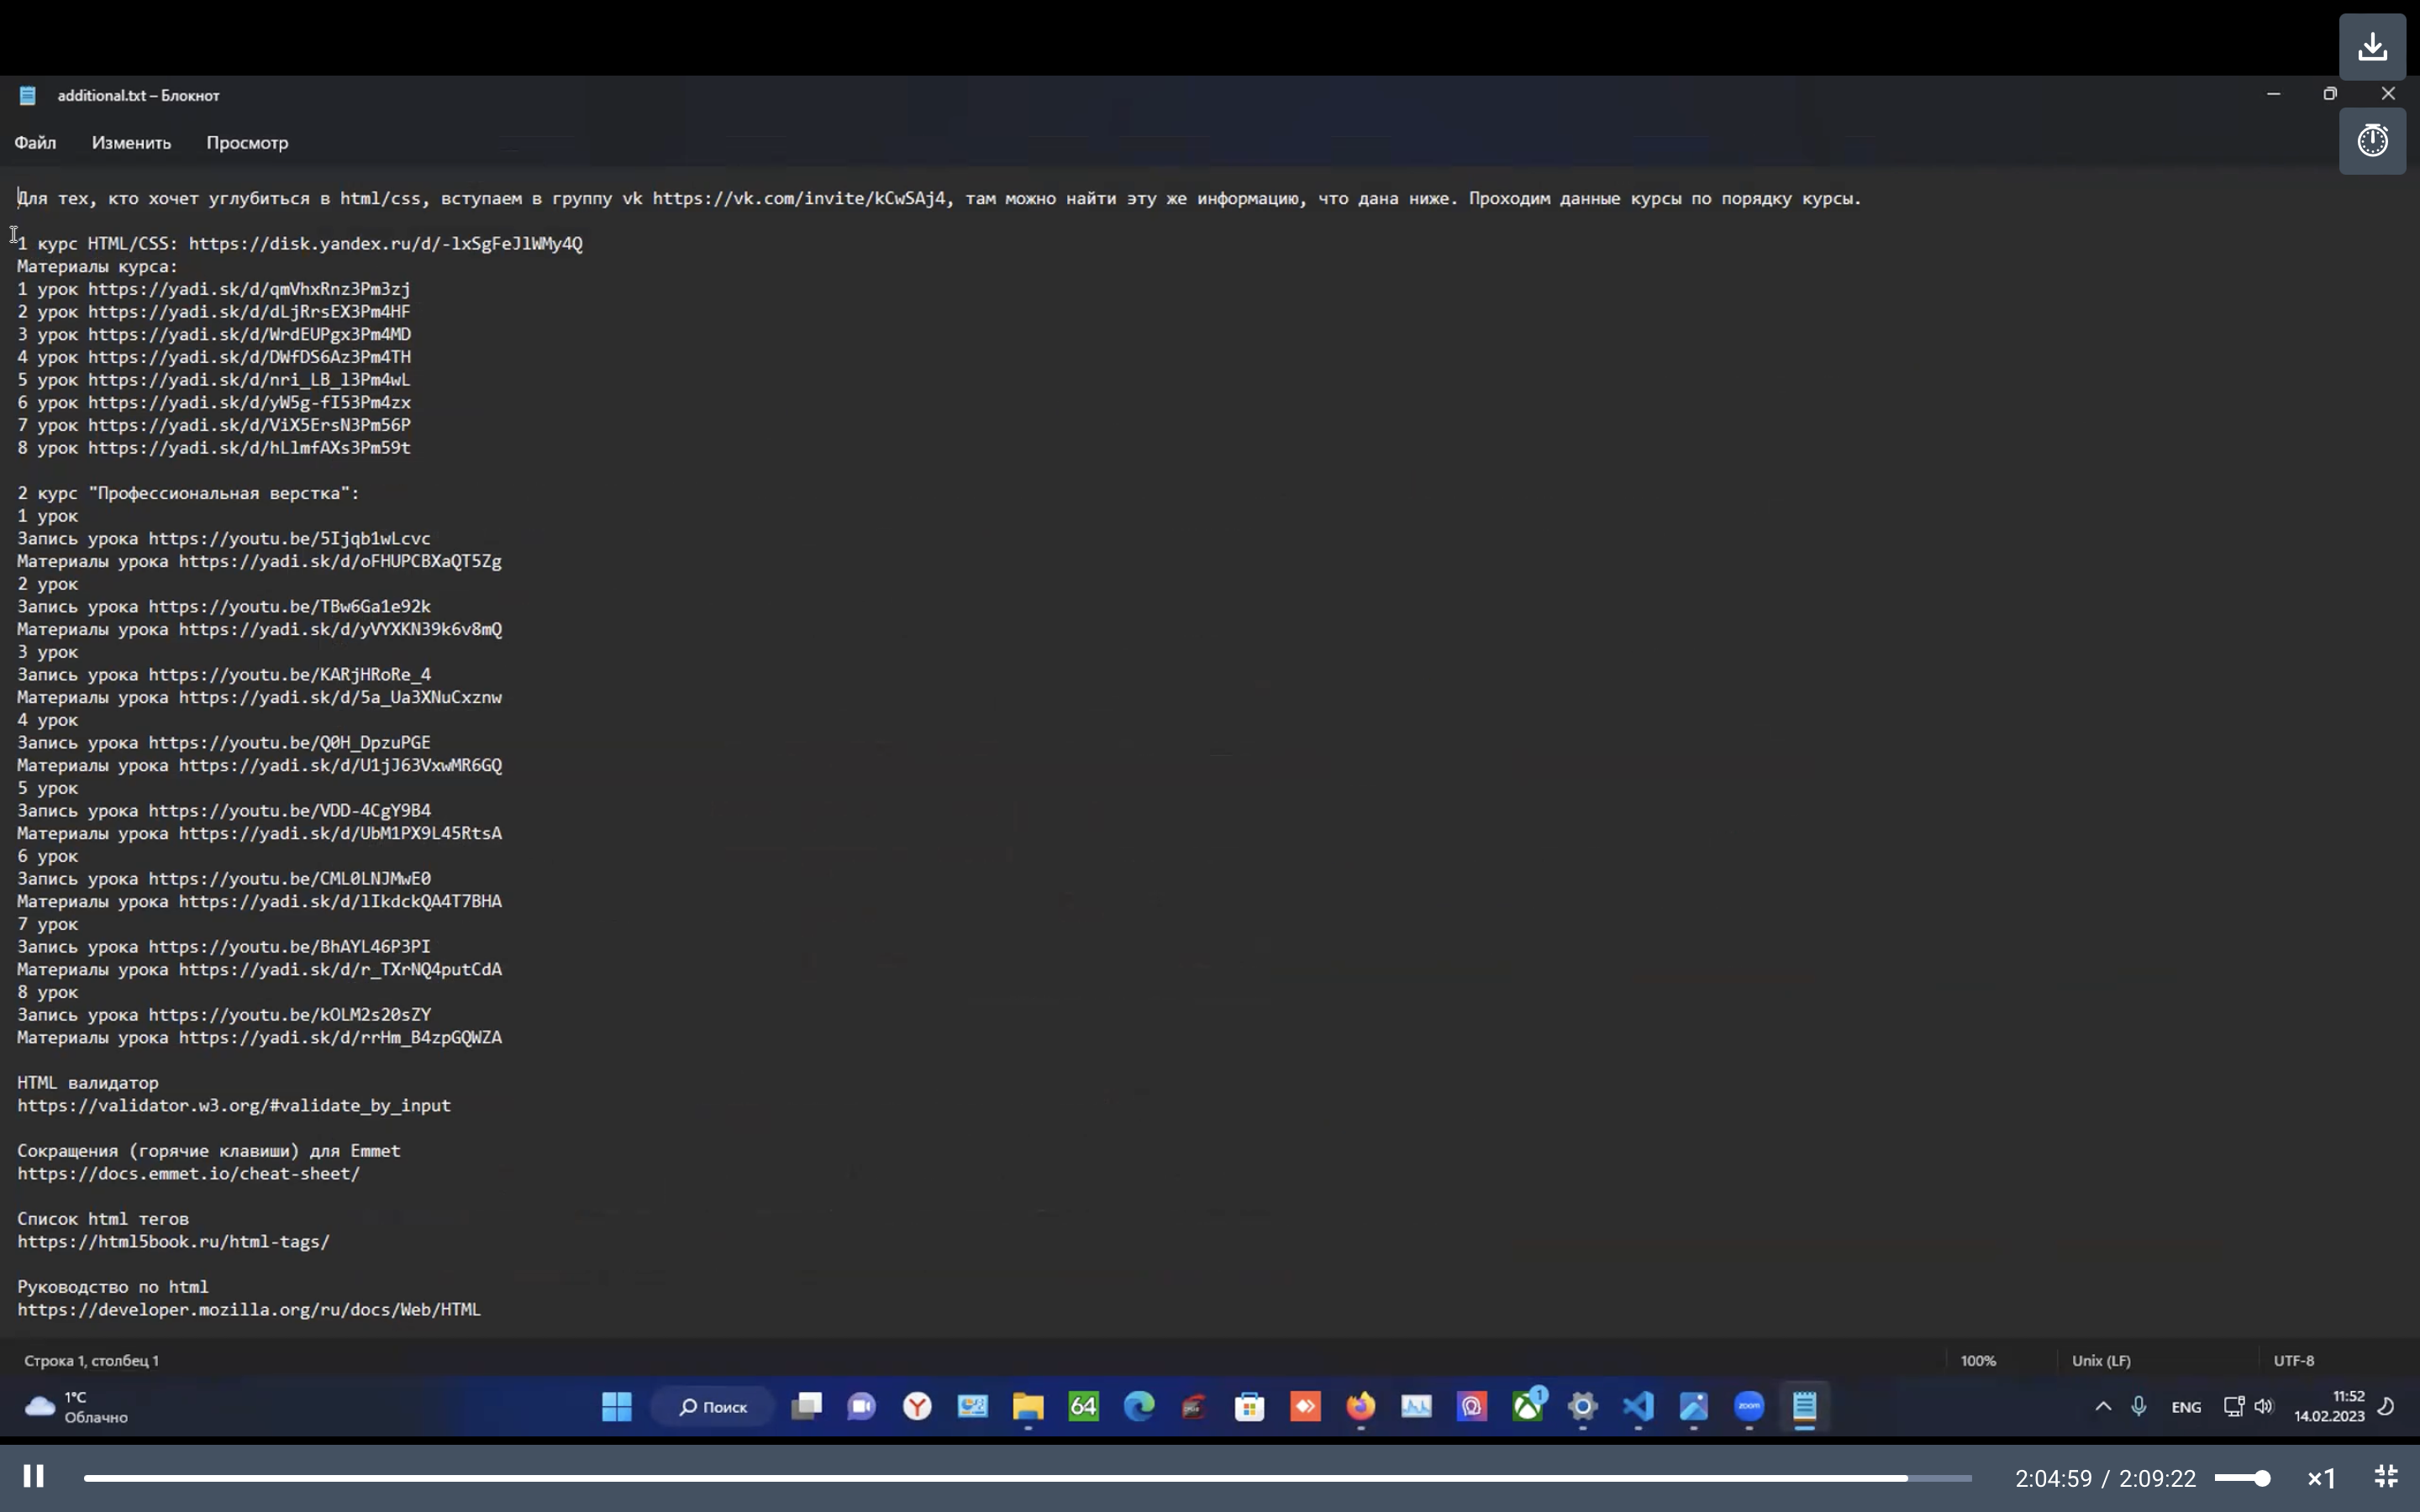 additional.txt – Блокнот
Файл Изменить Просмотр
Для тех, кто хочет углубиться в html/css, вступаем в группу vk https://vk.com/invite/kCwSAj4, там можно найти эту же информацию, что дана ниже. Проходим данные курсы по порядку курсы.
1 курс HTML/CSS: https://disk.yandex.ru/d/-lxSgFeJlWMy4Q
Материалы курса:
1 урок https://yadi.sk/d/qmVhxRnz3Pm3zj
2 урок https://yadi.sk/d/dLjRrsEX3Pm4HF
3 урок https://yadi.sk/d/WrdEUPgx3Pm4MD
4 урок https://yadi.sk/d/DWfDS6Az3Pm4TH
5 урок https://yadi.sk/d/nri_LB_l3Pm4wL
6 урок https://yadi.sk/d/yW5g-fI53Pm4zx
7 урок https://yadi.sk/d/ViX5ErsN3Pm56P
8 урок https://yadi.sk/d/hLlmfAXs3Pm59t
2 курс "Профессиональная верстка":
1 урок
Запись урока https://youtu.be/5Ijqb1wLcvc
Материалы урока https://yadi.sk/d/oFHUPCBXaQT5Zg
2 урок
Запись урока https://youtu.be/TBw6Ga1e92k
Материалы урока https://yadi.sk/d/yVYXKN39k6v8mQ
3 урок
Запись урока https://youtu.be/KARjHRoRe_4
Материалы урока https://yadi.sk/d/5a_Ua3XNuCxznw
4 урок
Запись урока https://youtu.be/Q0H_DpzuPGE
Материалы урока https://yadi.sk/d/U1jJ63VxwMR6GQ
5 урок
Запись урока https://youtu.be/VDD-4CgY9B4
Материалы урока https://yadi.sk/d/UbM1PX9L45RtsA
6 урок
Запись урока https://youtu.be/CML0LNJMwE0
Материалы урока https://yadi.sk/d/lIkdckQA4T7BHA
7 урок
Запись урока https://youtu.be/BhAYL46P3PI
Материалы урока https://yadi.sk/d/r_TXrNQ4putCdA
8 урок
Запись урока https://youtu.be/kOLM2s20sZY
Материалы урока https://yadi.sk/d/rrHm_B4zpGQWZA
HTML валидатор
https://validator.w3.org/#validate_by_input
Сокращения (горячие клавиши) для Emmet
https://docs.emmet.io/cheat-sheet/
Список html тегов
https://html5book.ru/html-tags/
Руководство по html
https://developer.mozilla.org/ru/docs/Web/HTML
Строка 1, столбец 1 100% Unix (LF) UTF-8
1°C
Облачно
Поиск
64
1
zoom
ENG
11:52
14.02.2023
2:04:59 / 2:09:22 ×1